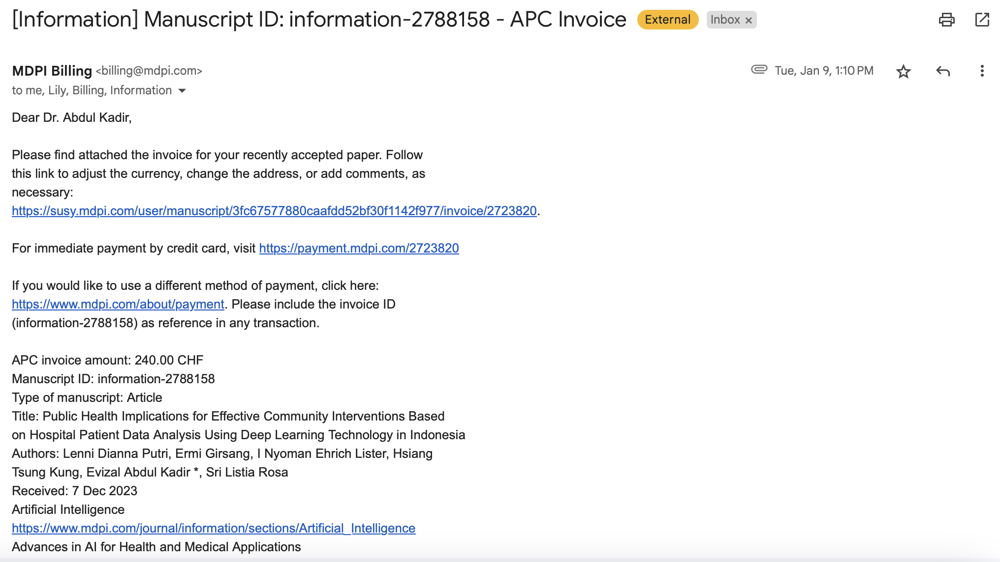 [Information] Manuscript ID: information-2788158 - APC Invoice External Inbox ×
MDPI Billing <billing@mdpi.com> Tue, Jan 9, 1:10 PM
to me, Lily, Billing, Information
Dear Dr. Abdul Kadir,
Please find attached the invoice for your recently accepted paper. Follow
this link to adjust the currency, change the address, or add comments, as
necessary:
https://susy.mdpi.com/user/manuscript/3fc67577880caafdd52bf30f1142f977/invoice/2723820.
For immediate payment by credit card, visit https://payment.mdpi.com/2723820
If you would like to use a different method of payment, click here:
https://www.mdpi.com/about/payment. Please include the invoice ID
(information-2788158) as reference in any transaction.
APC invoice amount: 240.00 CHF
Manuscript ID: information-2788158
Type of manuscript: Article
Title: Public Health Implications for Effective Community Interventions Based
on Hospital Patient Data Analysis Using Deep Learning Technology in Indonesia
Authors: Lenni Dianna Putri, Ermi Girsang, I Nyoman Ehrich Lister, Hsiang
Tsung Kung, Evizal Abdul Kadir *, Sri Listia Rosa
Received: 7 Dec 2023
Artificial Intelligence
https://www.mdpi.com/journal/information/sections/Artificial_Intelligence
Advances in AI for Health and Medical Applications